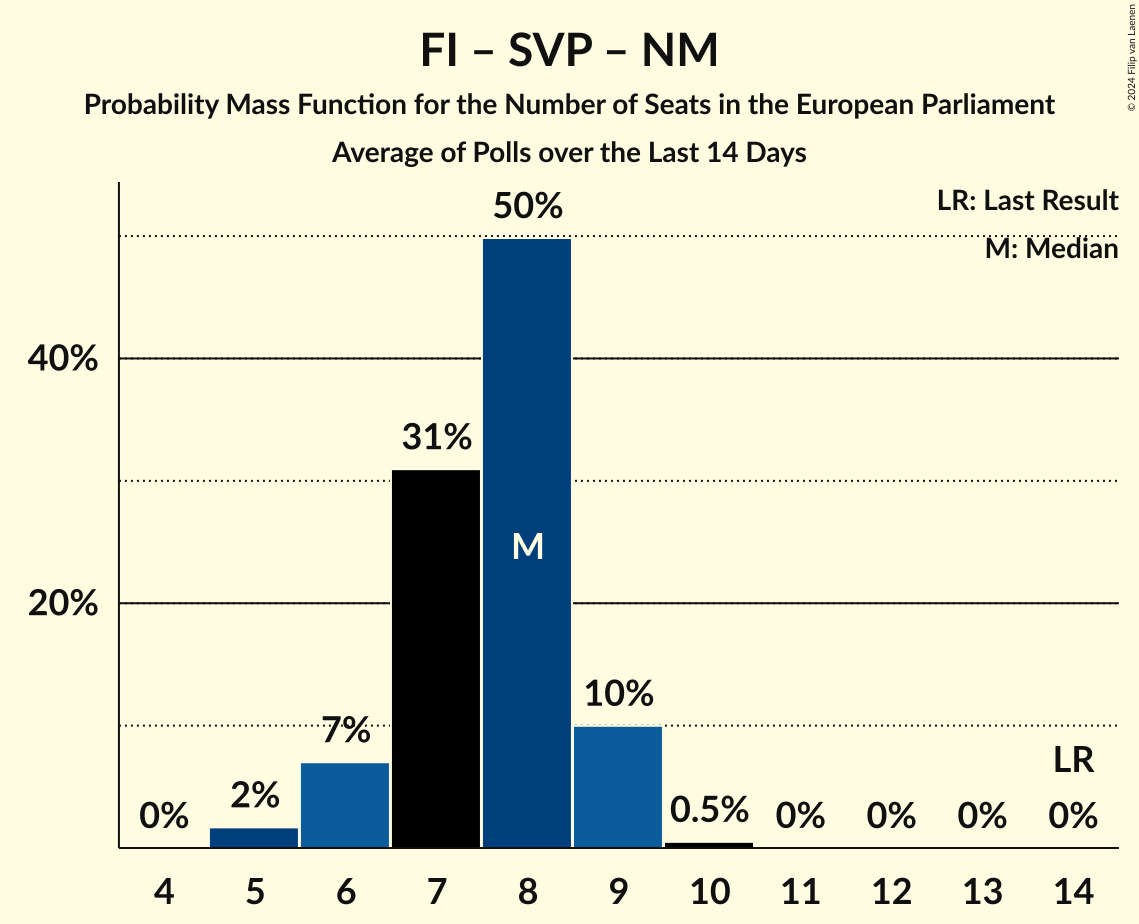 FI – SVP – NM
Probability Mass Function for the Number of Seats in the European Parliament
Average of Polls over the Last 14 Days
© 2024 Filip van Laenen
LR: Last Result
M: Median
50%
40%
31%
M
20%
10%
7%
LR
2%
0.5%
0%
0%
0%
0%
0%
4 5 6 7 8 9 10 11 12 13 14